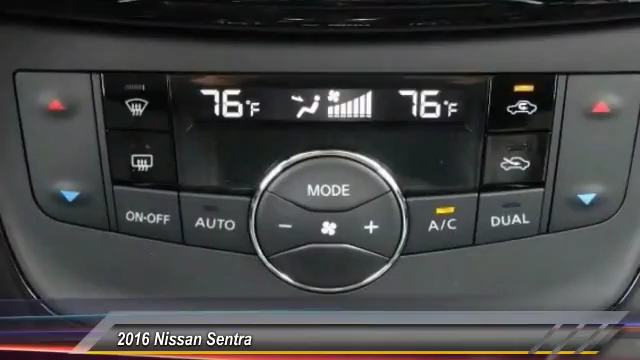 76°F 76°F
MODE
ON-OFF AUTO - + A/C DUAL
2016 Nissan Sentra